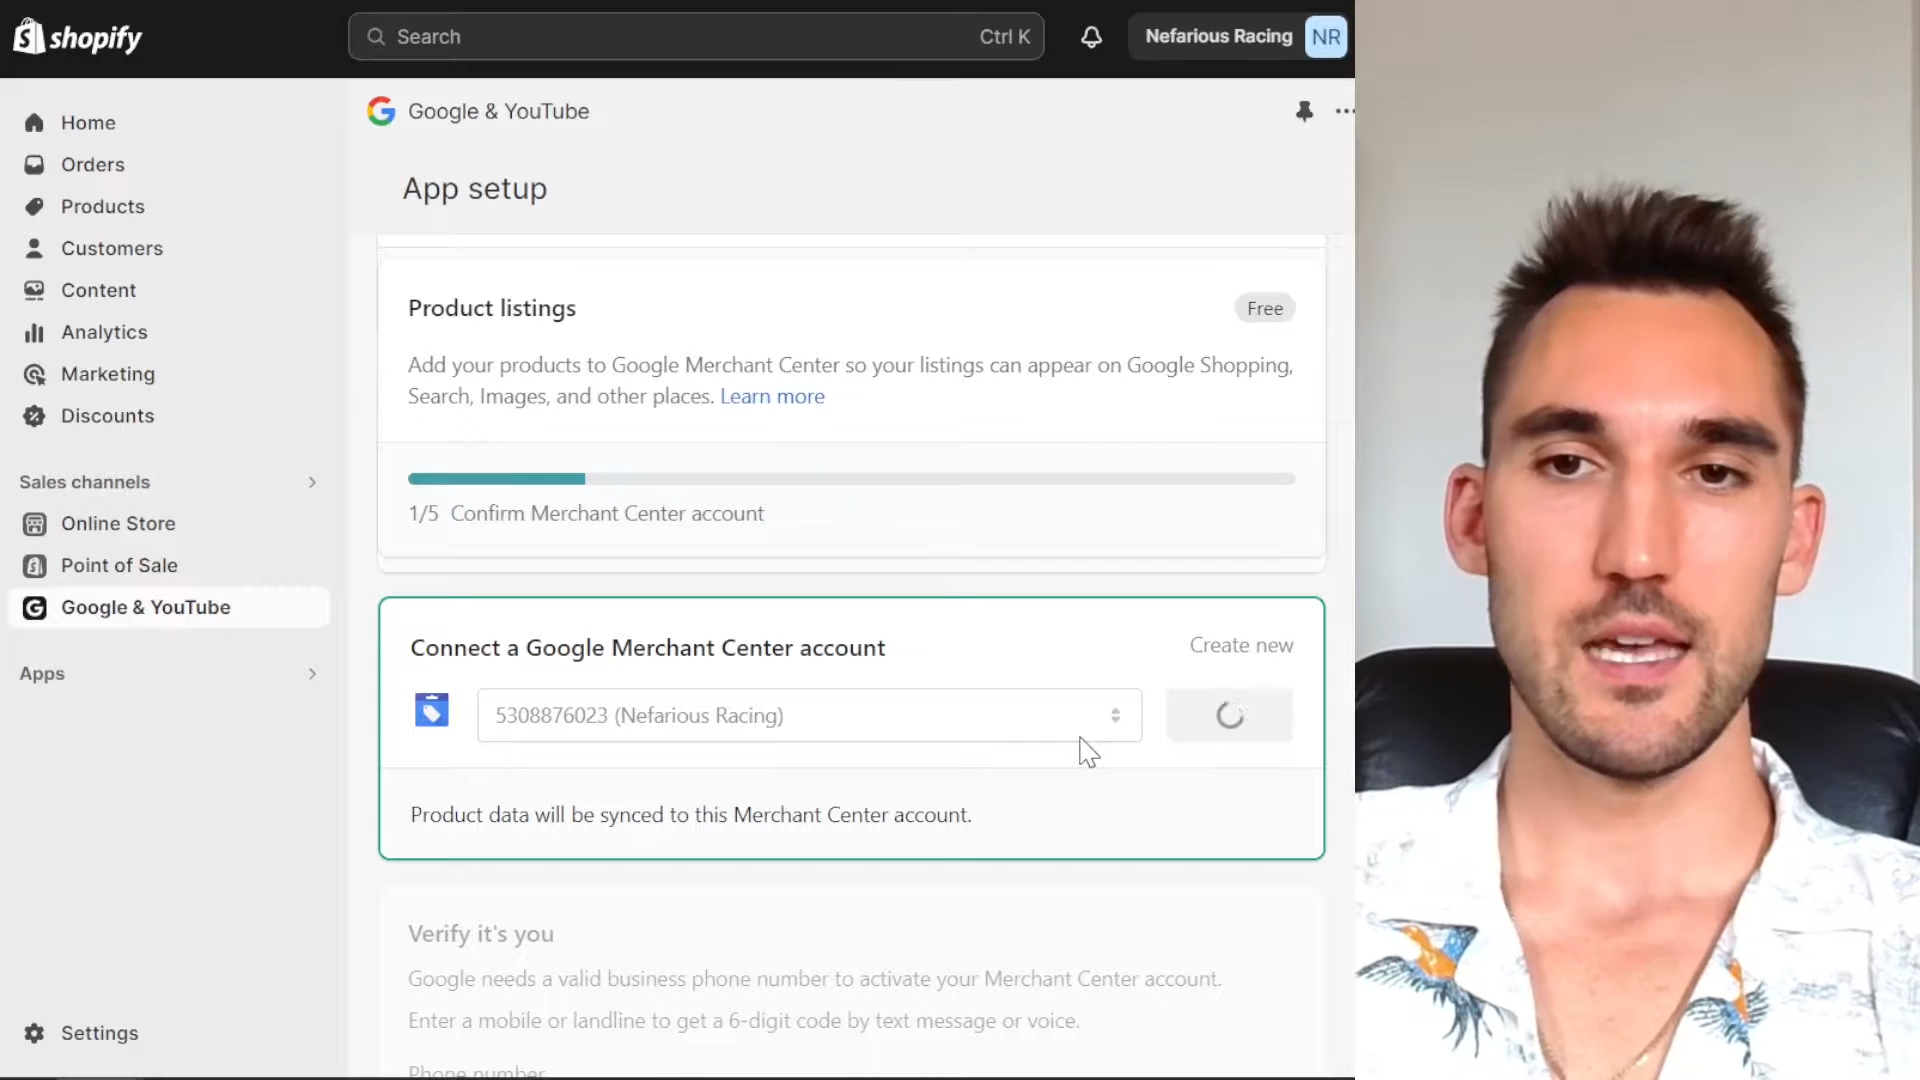 shopify
Search
Ctrl K
Nefarious Racing
NR
Home
Orders
Products
Customers
Content
Analytics
Marketing
Discounts
Sales channels
Online Store
Point of Sale
Google & YouTube
Apps
Settings
Google & YouTube
App setup
Product listings
Free
Add your products to Google Merchant Center so your listings can appear on Google Shopping,
Search, Images, and other places. Learn more
1/5 Confirm Merchant Center account
Connect a Google Merchant Center account
Create new
5308876023 (Nefarious Racing)
Product data will be synced to this Merchant Center account.
Verify it's you
Google needs a valid business phone number to activate your Merchant Center account.
Enter a mobile or landline to get a 6-digit code by text message or voice.
Phone number